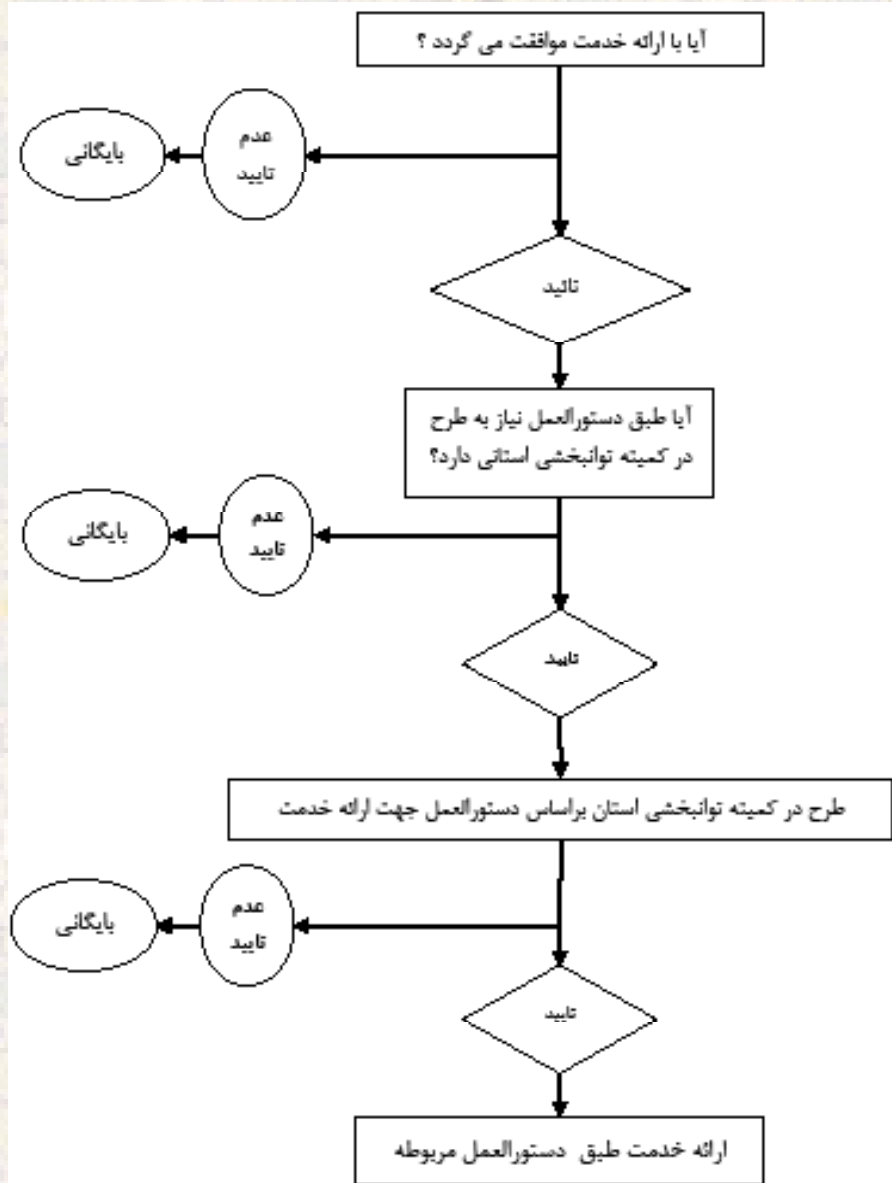 آیا با ارائه خدمت موافقت می گردد ؟
عدم
تایید
بایگانی
تائید
آیا طبق دستورالعمل نیاز به طرح
در کمیته توانبخشی استانی دارد؟
عدم
تایید
بایگانی
تایید
طرح در کمیته توانبخشی استان براساس دستورالعمل جهت ارائه خدمت
عدم
تایید
بایگانی
تایید
ارائه خدمت طبق دستورالعمل مربوطه